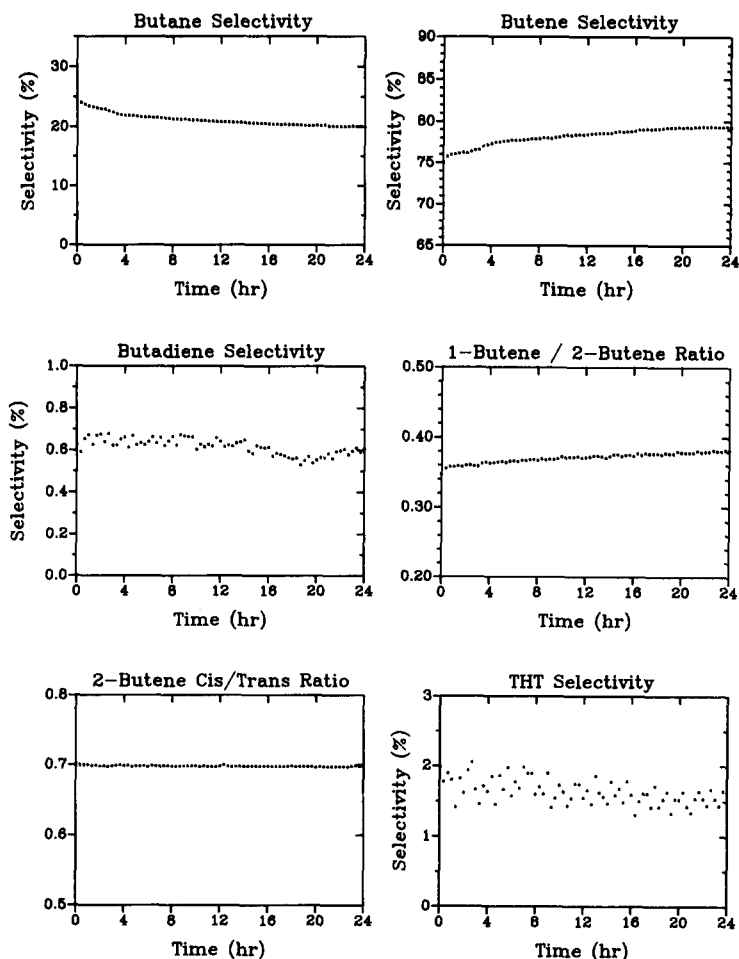 Butane Selectivity
Selectivity (%)
30
20
10
0
0 4 8 12 16 20 24
Time (hr)
Butene Selectivity
Selectivity (%)
90
85
80
75
70
65
0 4 8 12 16 20 24
Time (hr)
Butadiene Selectivity
Selectivity (%)
1.0
0.8
0.6
0.4
0.2
0.0
0 4 8 12 16 20 24
Time (hr)
1-Butene / 2-Butene Ratio
0.50
0.40
0.30
0.20
0 4 8 12 16 20 24
Time (hr)
2-Butene Cis/Trans Ratio
0.8
0.7
0.6
0.5
0 4 8 12 16 20 24
Time (hr)
THT Selectivity
Selectivity (%)
3
2
1
0
0 4 8 12 16 20 24
Time (hr)